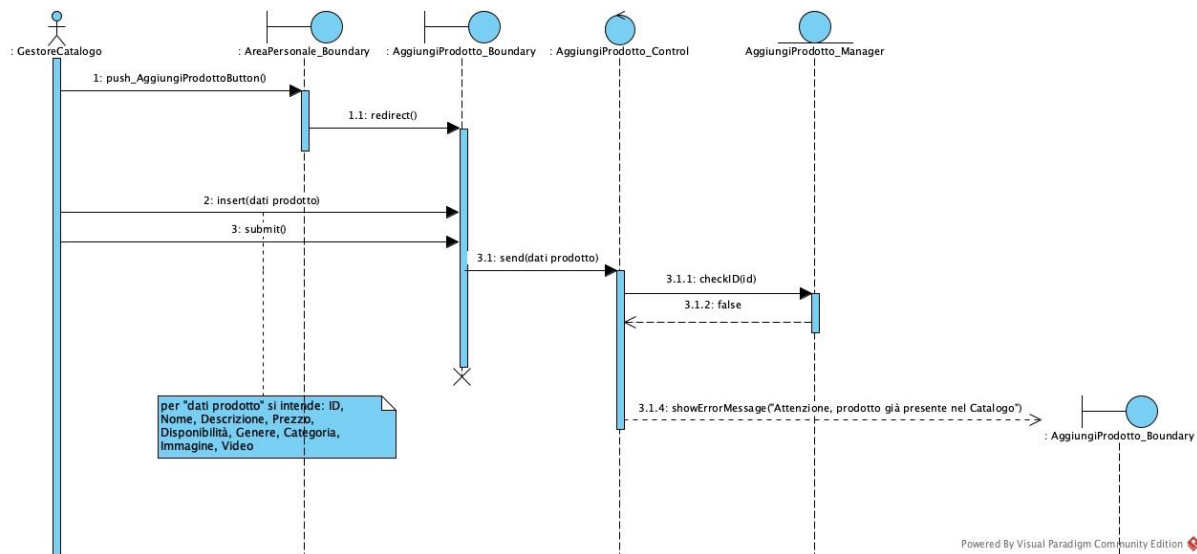 : GestoreCatalogo
: AreaPersonale_Boundary
: AggiungiProdotto_Boundary
: AggiungiProdotto_Control
AggiungiProdotto_Manager
1: push_AggiungiProdottoButton()
1.1: redirect()
2: insert(dati prodotto)
3: submit()
3.1: send(dati prodotto)
3.1.1: checkID(id)
3.1.2: false
per "dati prodotto" si intende: ID,
Nome, Descrizione, Prezzo,
Disponibilità, Genere, Categoria,
Immagine, Video
3.1.4: showErrorMessage("Attenzione, prodotto già presente nel Catalogo")
: AggiungiProdotto_Boundary
Powered By Visual Paradigm Community Edition